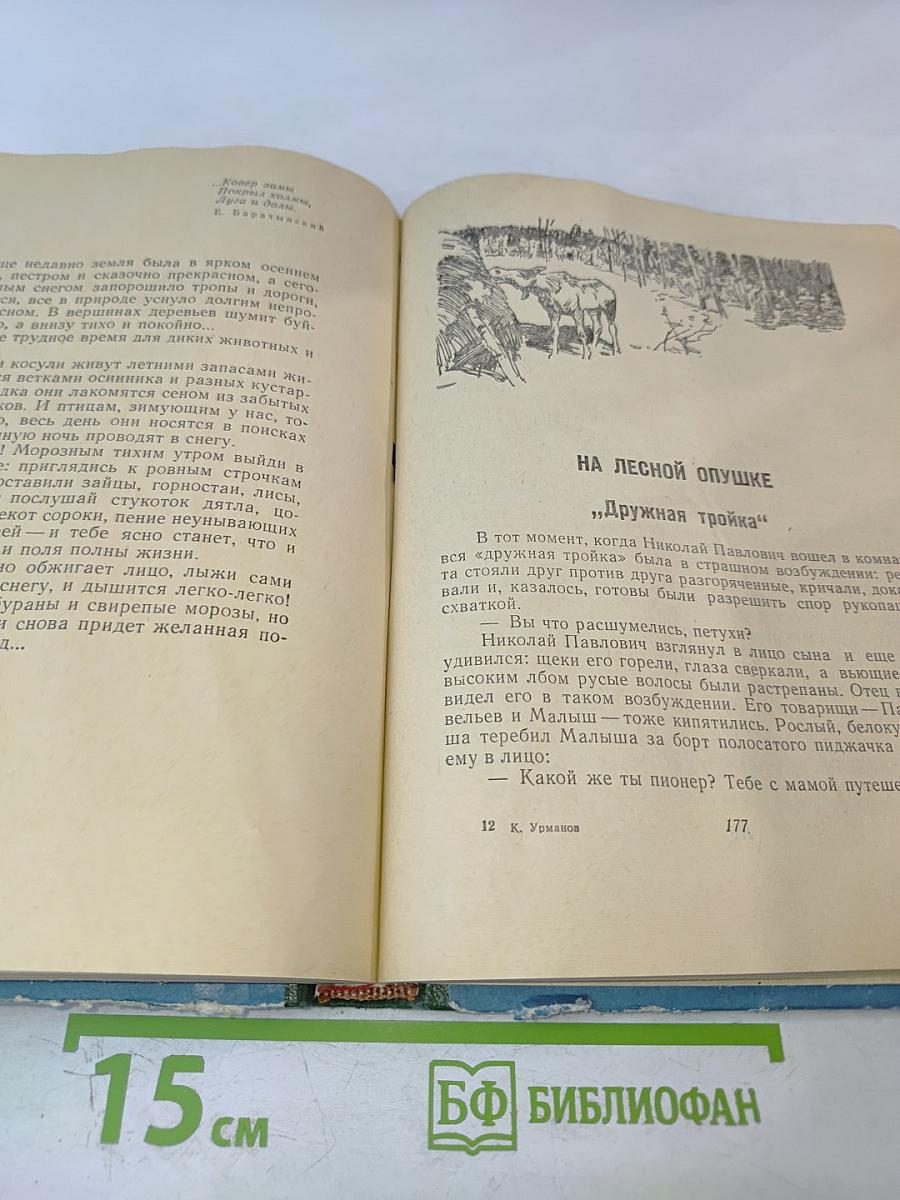 ...Ковер зимы
Покрыл холмы,
Луга и долы.
Е. Баратынский
ще недавно земля была в ярком осеннем
, пестром и сказочно прекрасном, а сего-
ным снегом запорошило тропы и дороги,
ся, все в природе уснуло долгим непро-
сном. В вершинах деревьев шумит буй-
р, а внизу тихо и покойно...
е трудное время для диких животных и
и косули живут летними запасами жи-
ся ветками осинника и разных кустар-
дка они лакомятся сеном из забытых
ков. И птицам, зимующим у нас, то-
о, весь день они носятся в поисках
нную ночь проводят в снегу.
! Морозным тихим утром выйди в
е: приглядись к ровным строчкам
оставили зайцы, горностаи, лисы,
послушай стукоток дятла, цо-
екот сороки, пение неунывающих
рей — и тебе ясно станет, что и
и поля полны жизни.
но обжигает лицо, лыжи сами
снегу, и дышится легко-легко!
бураны и свирепые морозы, но
и снова придет желанная по-
д...
НА ЛЕСНОЙ ОПУШКЕ
„Дружная тройка“
В тот момент, когда Николай Павлович вошел в комна
вся «дружная тройка» была в страшном возбуждении: ре
та стояли друг против друга разгоряченные, кричали, дока
вали и, казалось, готовы были разрешить спор рукопаш
схваткой.
— Вы что расшумелись, петухи?
Николай Павлович взглянул в лицо сына и еще
удивился: щеки его горели, глаза сверкали, а вьющие
высоким лбом русые волосы были растрепаны. Отец н
видел его в таком возбуждении. Его товарищи — Па
вельев и Малыш — тоже кипятились. Рослый, белоку
ша теребил Малыша за борт полосатого пиджачка
ему в лицо:
— Какой же ты пионер? Тебе с мамой путеше
12 К. Урманов
177
15 см
БФ БИБЛИОФАН